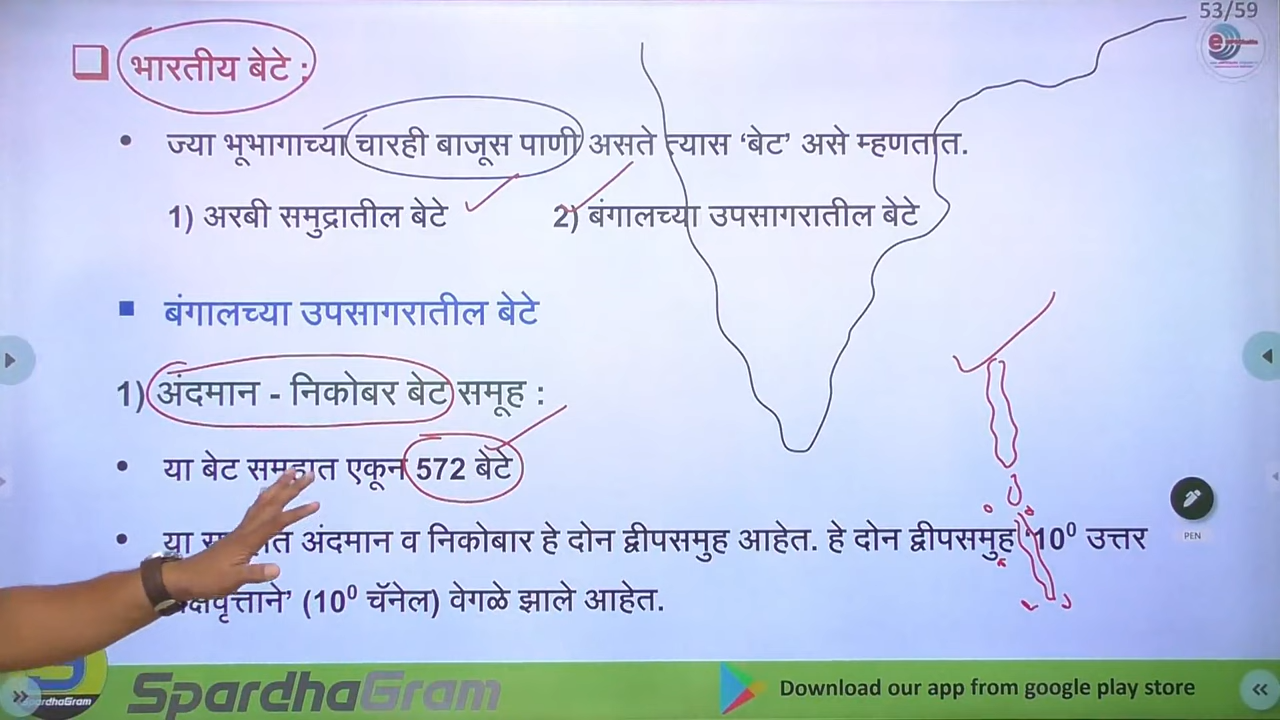 53/59
भारतीय बेटे :
ज्या भूभागाच्या चारही बाजूस पाणी असते त्यास ‘बेट’ असे म्हणतात.
1) अरबी समुद्रातील बेटे 2) बंगालच्या उपसागरातील बेटे
बंगालच्या उपसागरातील बेटे
1) अंदमान - निकोबर बेट समूह :
या बेट समूहात एकून 572 बेटे
या अंदमान व निकोबार हे दोन द्वीपसमुह आहेत. हे दोन द्वीपसमुह ‘10⁰ उत्तर
(10⁰ चॅनेल) वेगळे झाले आहेत.
PEN
SpardhaGram
SpardhaGram
Download our app from google play store